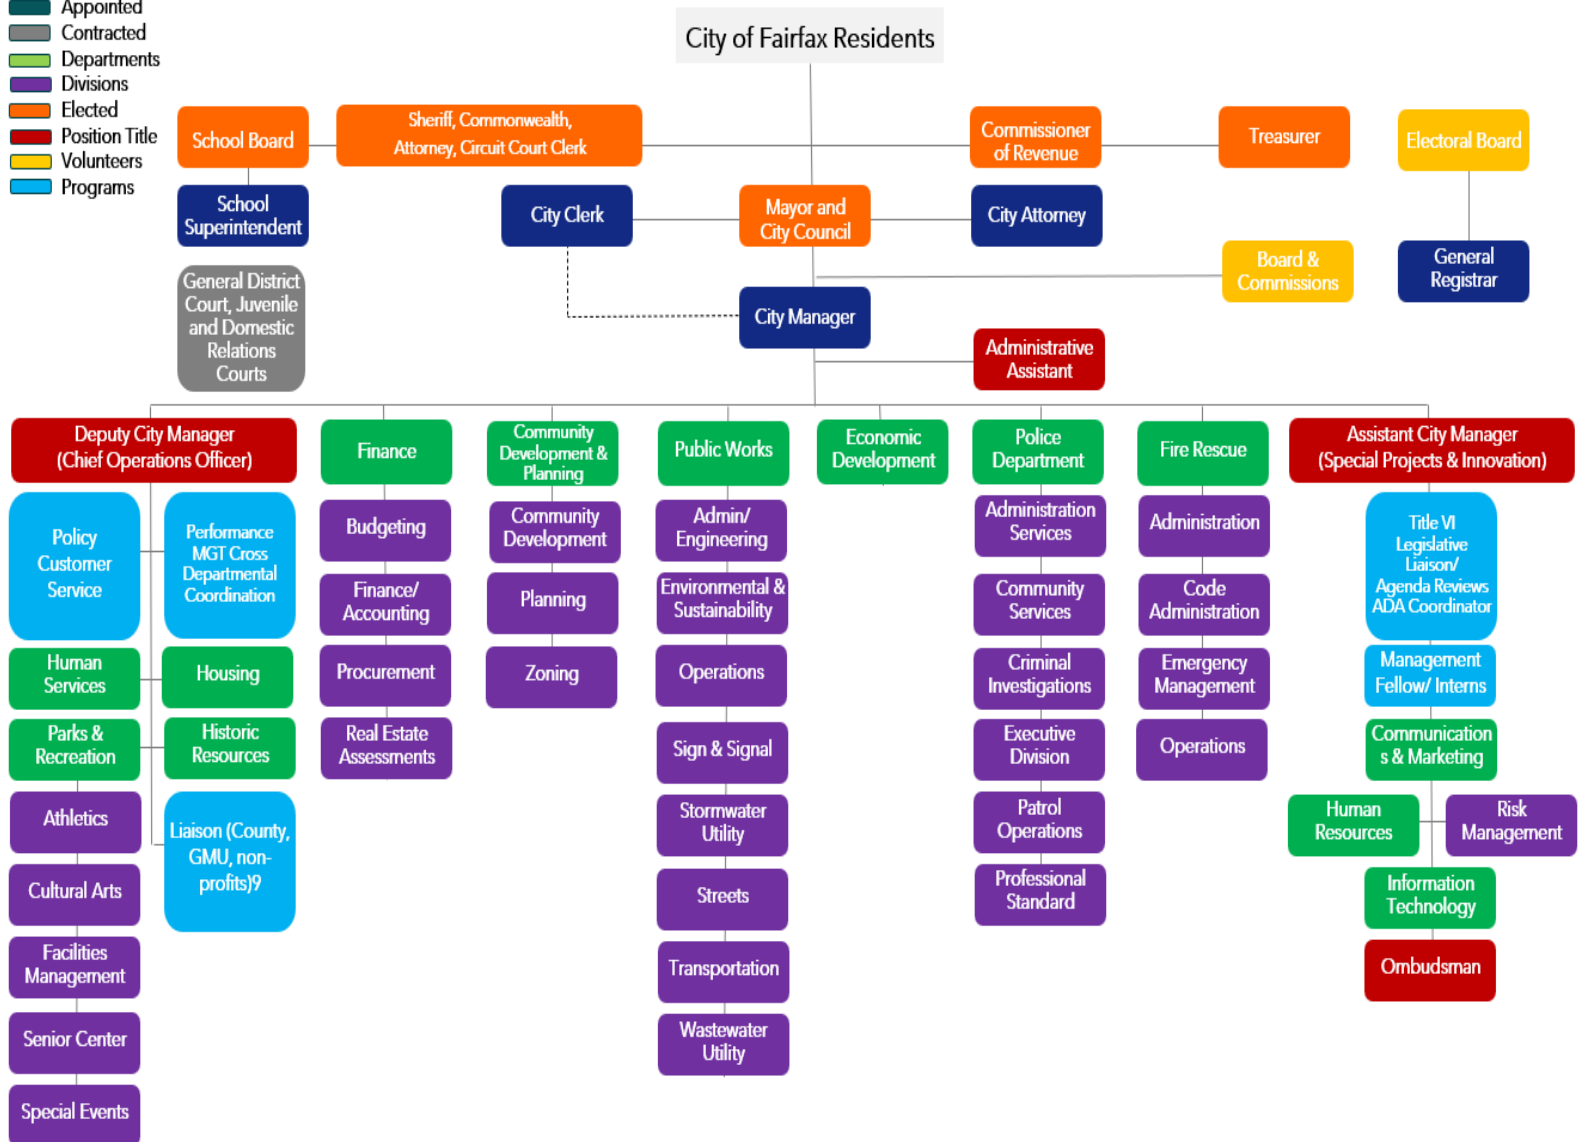 Appointed
Contracted
Departments
Divisions
Elected
Position Title
Volunteers
Programs
City of Fairfax Residents
School Board
Sheriff, Commonwealth,
Attorney, Circuit Court Clerk
Commissioner
of Revenue
Treasurer
Electoral Board
School
Superintendent
City Clerk
Mayor and
City Council
City Attorney
General District
Court, Juvenile
and Domestic
Relations
Courts
Board &
Commissions
General
Registrar
City Manager
Administrative
Assistant
Deputy City Manager
(Chief Operations Officer)
Policy
Customer
Service
Performance
MGT Cross
Departmental
Coordination
Human
Services
Housing
Parks &
Recreation
Historic
Resources
Athletics
Liaison (County,
GMU, non-
profits)9
Cultural Arts
Facilities
Management
Senior Center
Special Events
Finance
Budgeting
Finance/
Accounting
Procurement
Real Estate
Assessments
Community
Development &
Planning
Community
Development
Planning
Zoning
Public Works
Admin/
Engineering
Environmental &
Sustainability
Operations
Sign & Signal
Stormwater
Utility
Streets
Transportation
Wastewater
Utility
Economic
Development
Police
Department
Administration
Services
Community
Services
Criminal
Investigations
Executive
Division
Patrol
Operations
Professional
Standard
Fire Rescue
Administration
Code
Administration
Emergency
Management
Operations
Assistant City Manager
(Special Projects & Innovation)
Title VI
Legislative
Liaison/
Agenda Reviews
ADA Coordinator
Management
Fellow/ Interns
Communication
s & Marketing
Human
Resources
Risk
Management
Information
Technology
Ombudsman